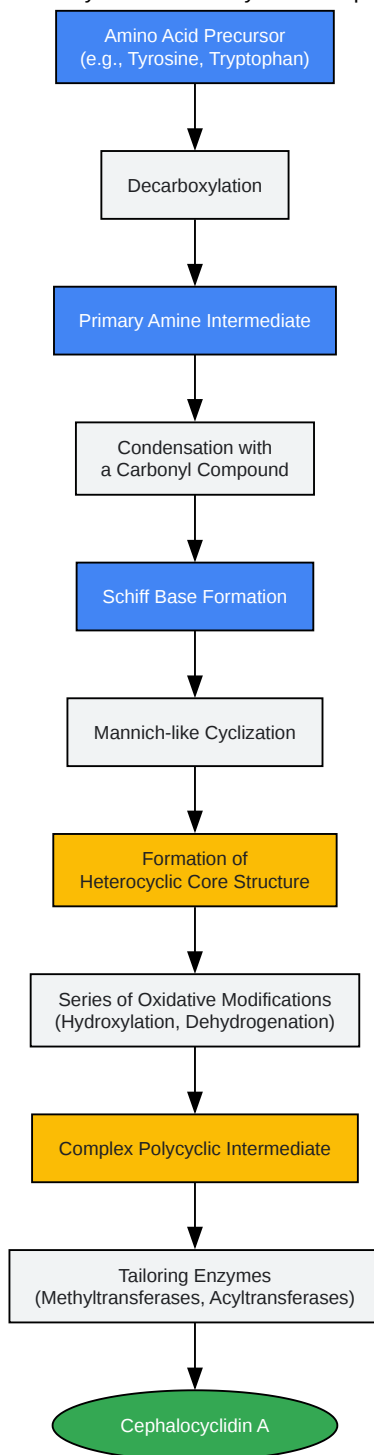 Amino Acid Precursor
(e.g., Tyrosine, Tryptophan)
Decarboxylation
Primary Amine Intermediate
Condensation with
a Carbonyl Compound
Schiff Base Formation
Mannich-like Cyclization
Formation of
Heterocyclic Core Structure
Series of Oxidative Modifications
(Hydroxylation, Dehydrogenation)
Complex Polycyclic Intermediate
Tailoring Enzymes
(Methyltransferases, Acyltransferases)
Cephalocyclidin A